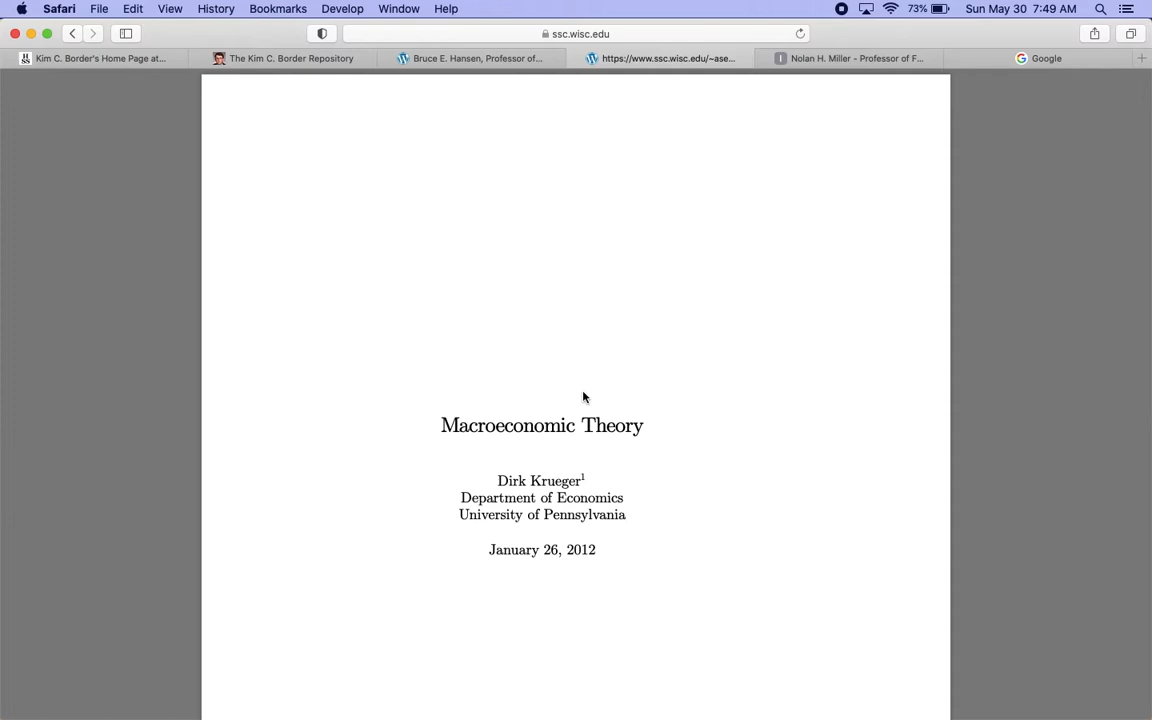 Safari File Edit View History Bookmarks Develop Window Help 73% Sun May 30 7:49 AM
ssc.wisc.edu
Kim C. Border's Home Page at... The Kim C. Border Repository Bruce E. Hansen, Professor of... https://www.ssc.wisc.edu/~ase... Nolan H. Miller - Professor of F... Google
Macroeconomic Theory
Dirk Krueger1
Department of Economics
University of Pennsylvania
January 26, 2012